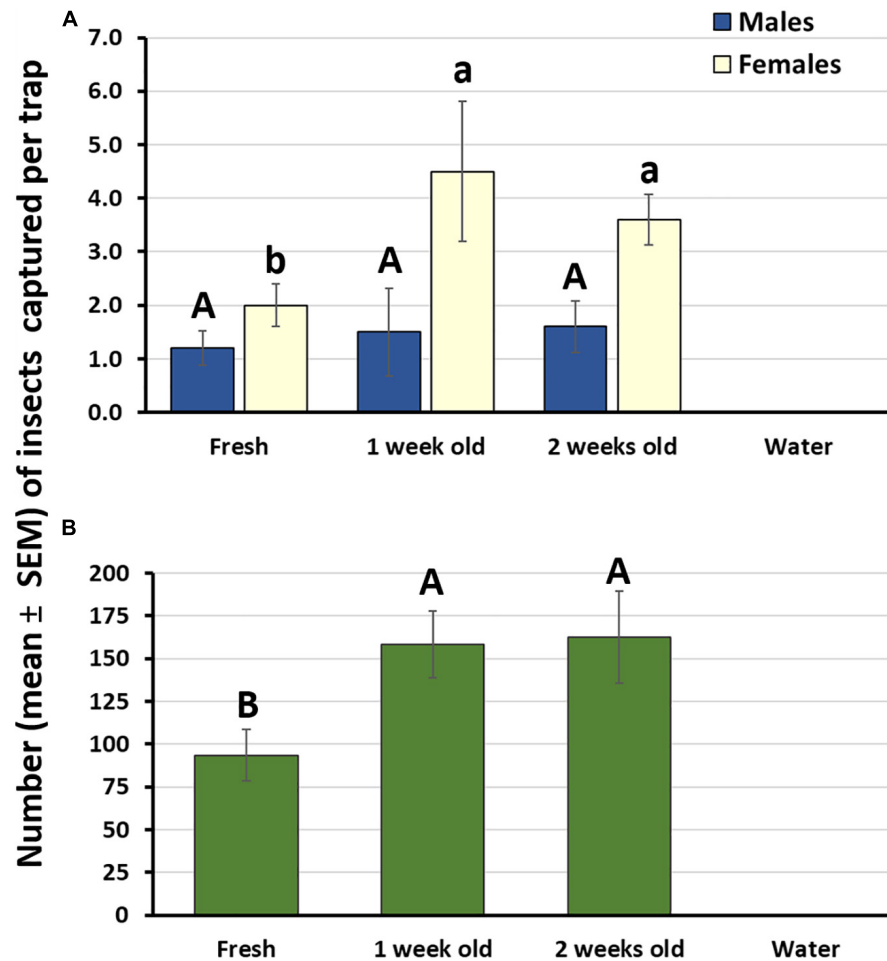 A
Males
Females
Number (mean ± SEM) of insects captured per trap
7.0
6.0
5.0
4.0
3.0
2.0
1.0
0.0
A
b
A
a
A
a
Fresh
1 week old
2 weeks old
Water
B
200
175
150
125
100
75
50
25
0
B
A
A
Fresh
1 week old
2 weeks old
Water